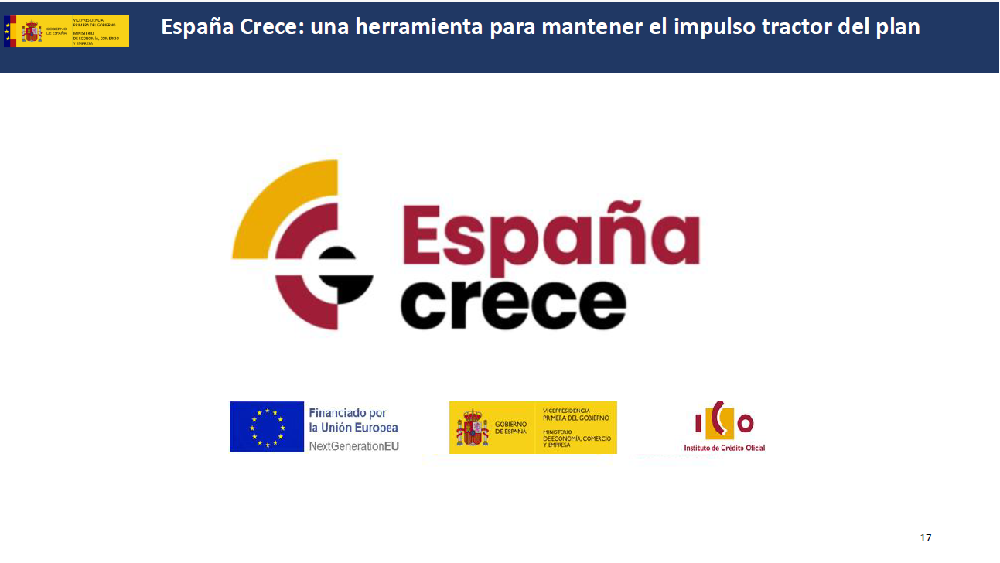 GOBIERNO
DE ESPAÑA
VICEPRESIDENCIA
PRIMERA DEL GOBIERNO
MINISTERIO
DE ECONOMÍA, COMERCIO
Y EMPRESA
España Crece: una herramienta para mantener el impulso tractor del plan
España
crece
Financiado por
la Unión Europea
NextGenerationEU
GOBIERNO
DE ESPAÑA
VICEPRESIDENCIA
PRIMERA DEL GOBIERNO
MINISTERIO
DE ECONOMÍA, COMERCIO
Y EMPRESA
ICO
Instituto de Crédito Oficial
17